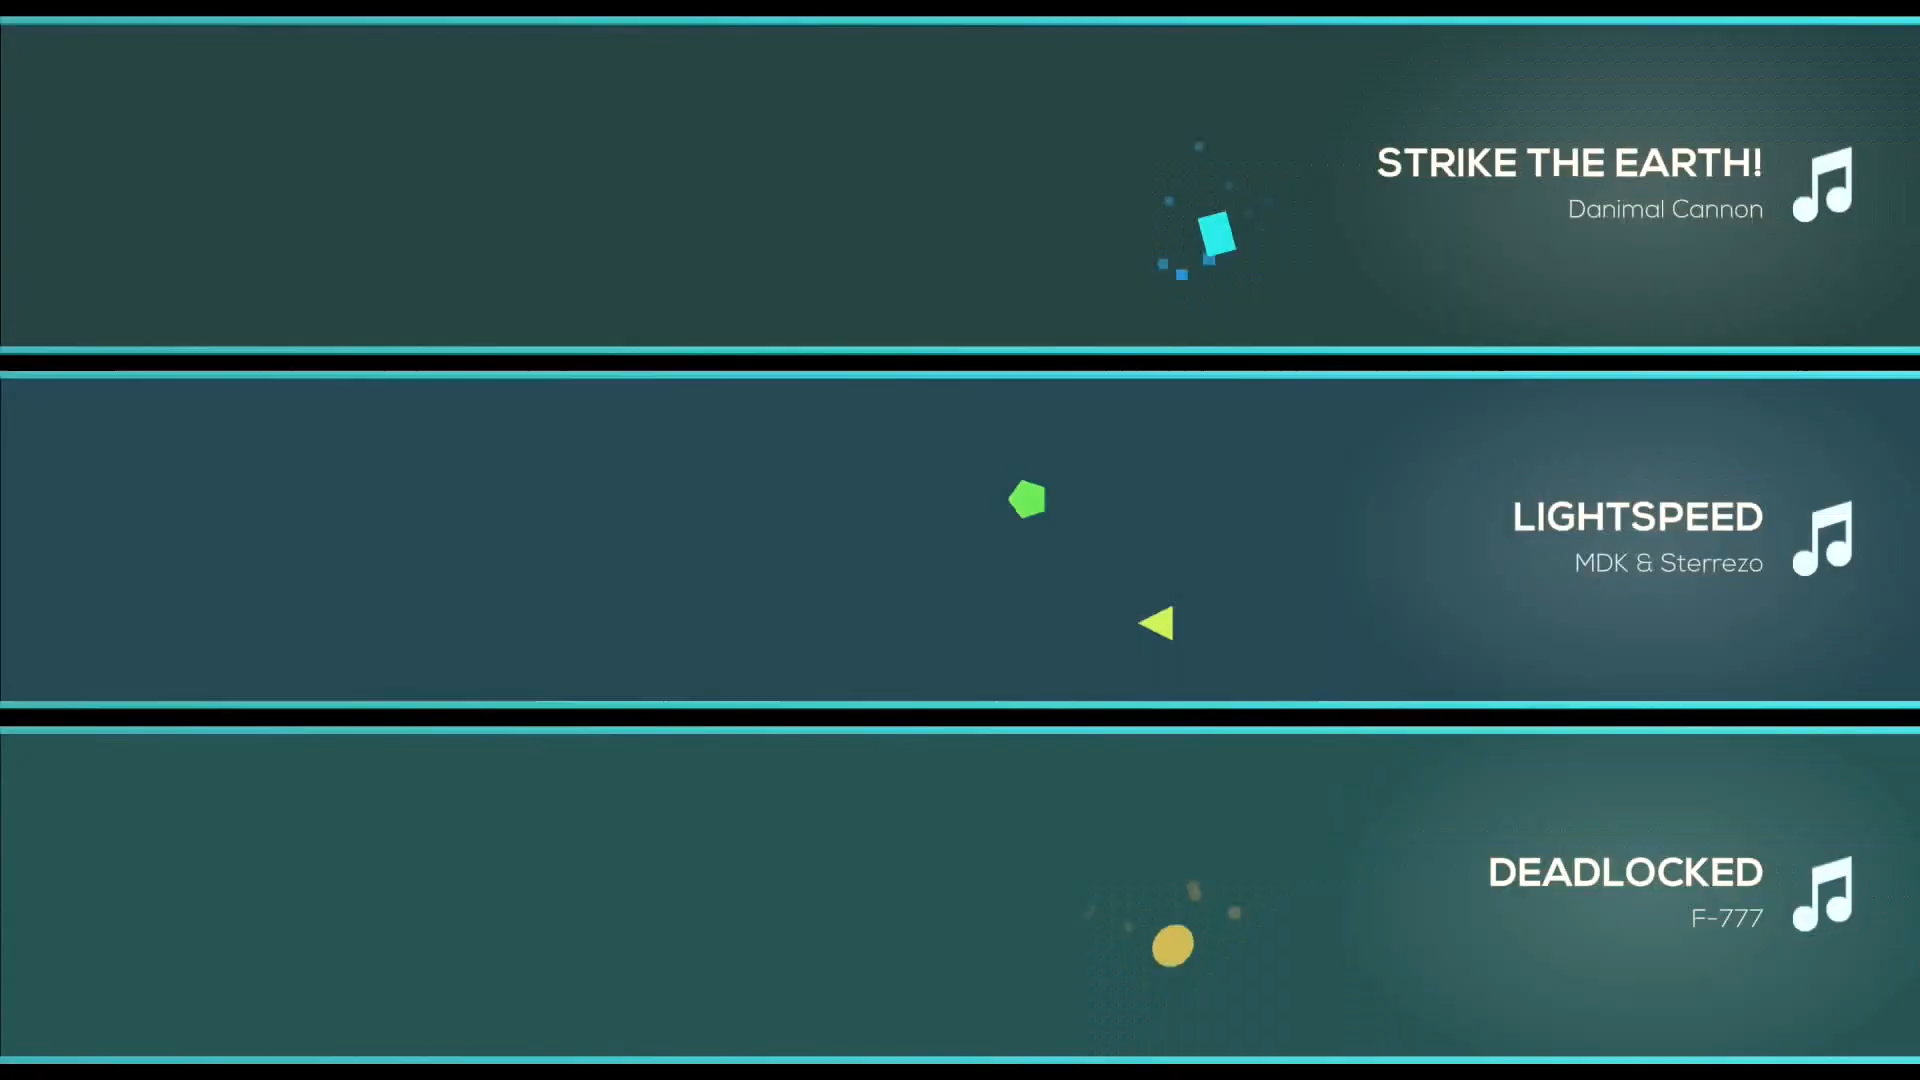 STRIKE THE EARTH!
Danimal Cannon
LIGHTSPEED
MDK & Sterrezo
DEADLOCKED
F-777